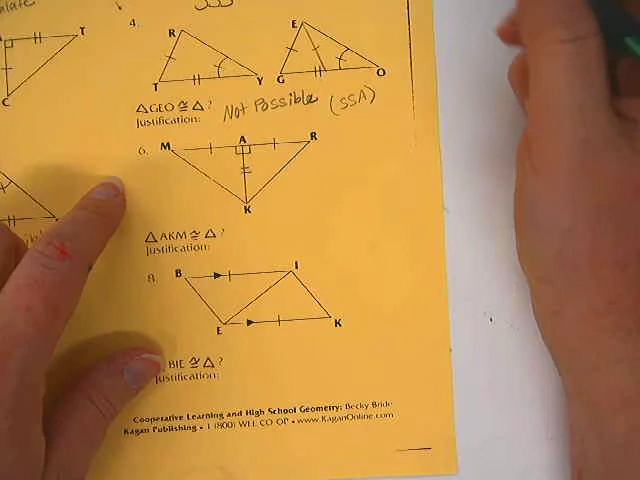 4.
R
E
T
T
Y
G
O
C
△GEO ≅ △? Not Possible (SSA)
Justification:
6.
M
A
R
K
△AKM ≅ △?
Justification:
8.
B
I
E
K
BIE ≅ △?
Justification:
Cooperative Learning and High School Geometry: Becky Bride
Kagan Publishing • 1 (800) WEE CO-OP • www.KaganOnline.com